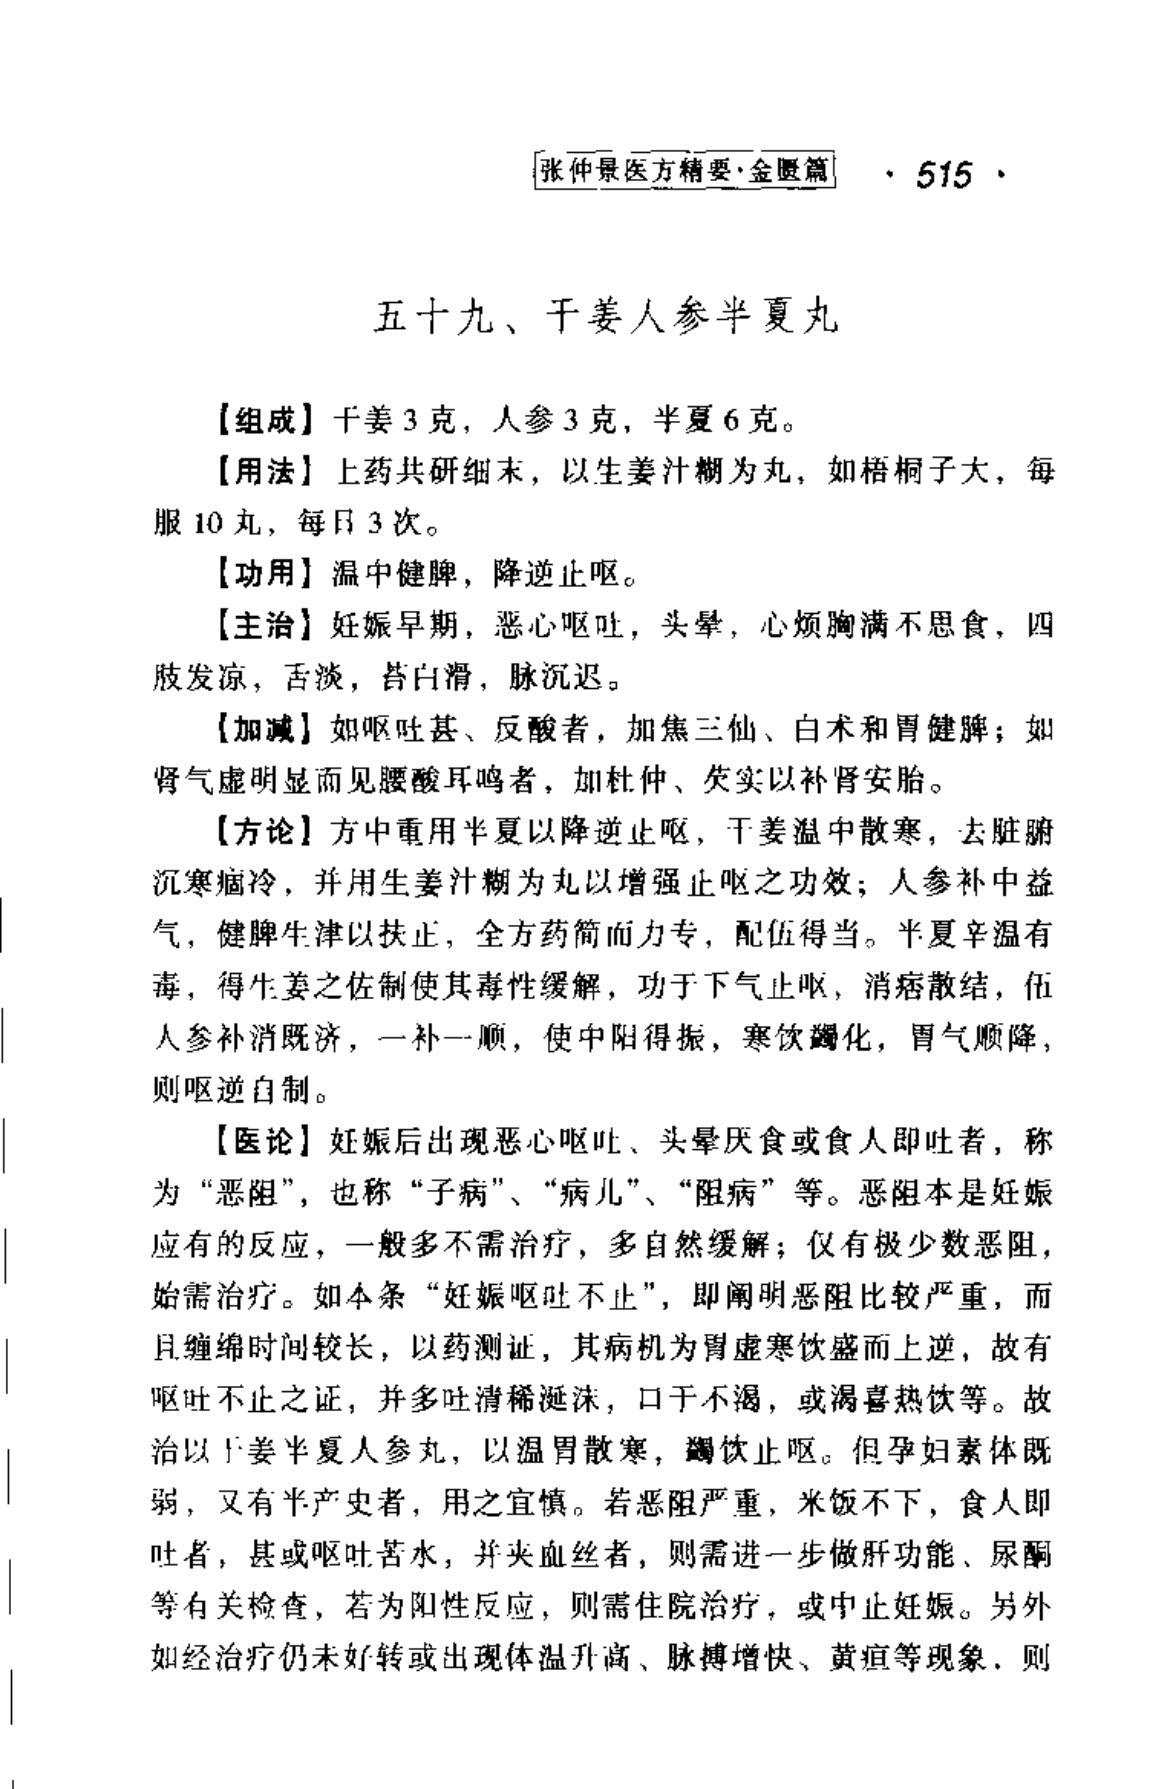 张仲景医方精要·金匮篇 · 515 ·
五十九、干姜人参半夏丸
【组成】干姜3克，人参3克，半夏6克。
【用法】上药共研细末，以生姜汁糊为丸，如梧桐子大，每
服10丸，每日3次。
【功用】温中健脾，降逆止呕。
【主治】妊娠早期，恶心呕吐，头晕，心烦胸满不思食，四
肢发凉，舌淡，苔白滑，脉沉迟。
【加减】如呕吐甚、反酸者，加焦三仙、白术和胃健脾；如
肾气虚明显而见腰酸耳鸣者，加杜仲、芡实以补肾安胎。
【方论】方中重用半夏以降逆止呕，干姜温中散寒，去脏腑
沉寒痼冷，并用生姜汁糊为丸以增强止呕之功效；人参补中益
气，健脾生津以扶正，全方药简而力专，配伍得当。半夏辛温有
毒，得生姜之佐制使其毒性缓解，功于下气止呕，消痞散结，伍
人参补消既济，一补一顺，使中阳得振，寒饮蠲化，胃气顺降，
则呕逆自制。
【医论】妊娠后出现恶心呕吐、头晕厌食或食人即吐者，称
为“恶阻”，也称“子病”、“病儿”、“阻病”等。恶阻本是妊娠
应有的反应，一般多不需治疗，多自然缓解；仅有极少数恶阻，
始需治疗。如本条“妊娠呕吐不止”，即阐明恶阻比较严重，而
且缠绵时间较长，以药测证，其病机为胃虚寒饮盛而上逆，故有
呕吐不止之证，并多吐清稀涎沫，口干不渴，或渴喜热饮等。故
治以干姜半夏人参丸，以温胃散寒，蠲饮止呕。但孕妇素体既
弱，又有半产史者，用之宜慎。若恶阻严重，米饭不下，食人即
吐者，甚或呕吐苦水，并夹血丝者，则需进一步做肝功能、尿酮
等有关检查，若为阳性反应，则需住院治疗，或中止妊娠。另外
如经治疗仍未好转或出现体温升高、脉搏增快、黄疸等现象，则